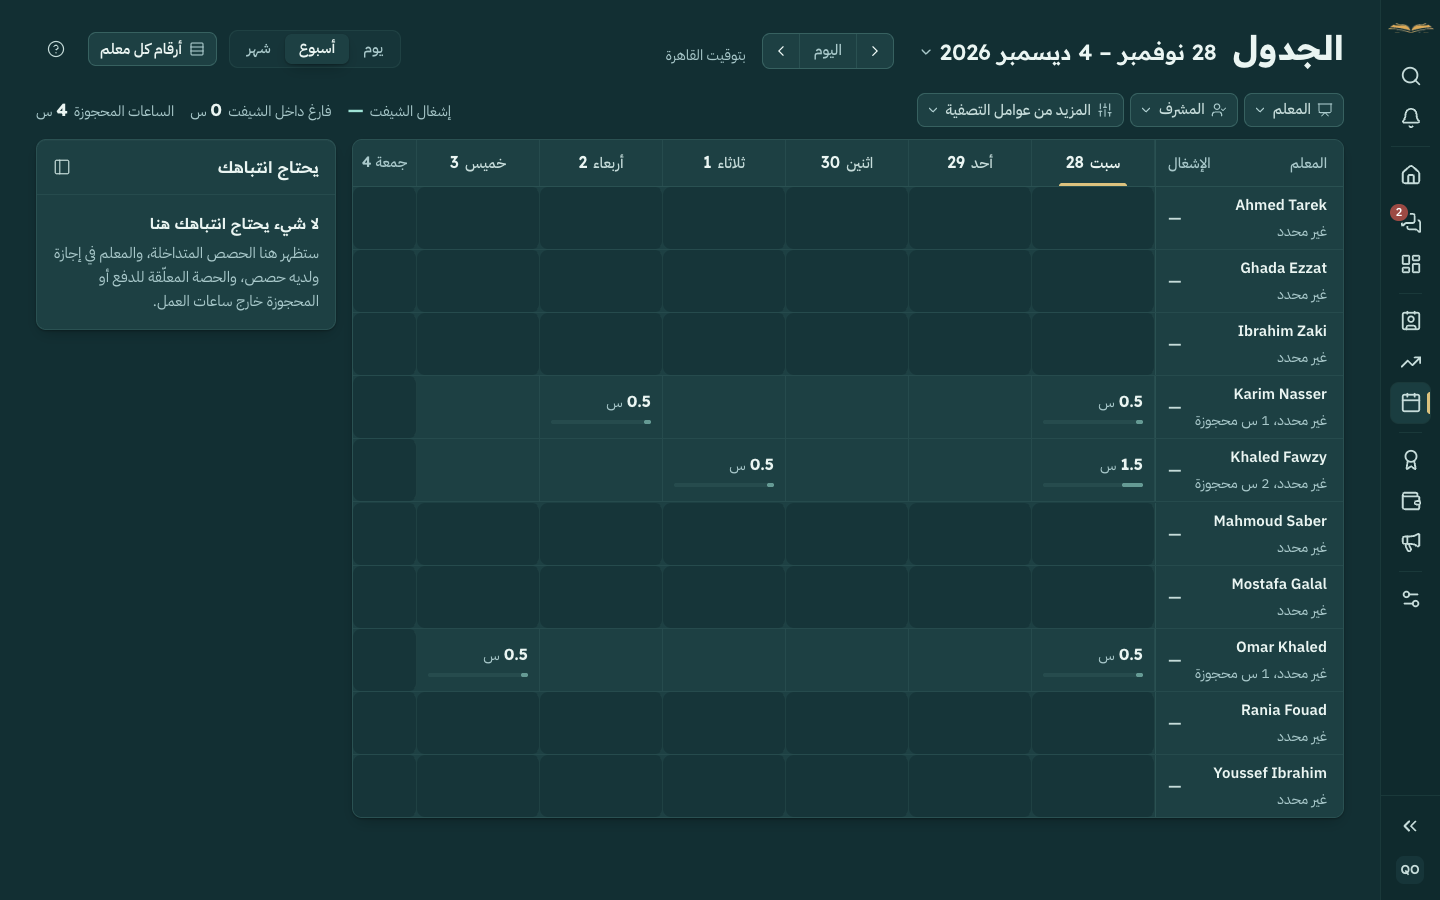 الجدول
28 نوفمبر – 4 ديسمبر 2026
اليوم
بتوقيت القاهرة
يوم
أسبوع
شهر
أرقام كل معلم
المعلم
المشرف
المزيد من عوامل التصفية
إشغال الشيفت —
فارغ داخل الشيفت 0 س
الساعات المحجوزة 4 س
المعلم
الإشغال
سبت 28
أحد 29
اثنين 30
ثلاثاء 1
أربعاء 2
خميس 3
جمعة 4
Ahmed Tarek
غير محدد
—
Ghada Ezzat
غير محدد
—
Ibrahim Zaki
غير محدد
—
Karim Nasser
غير محدد، 1 س محجوزة
—
0.5 س
0.5 س
Khaled Fawzy
غير محدد، 2 س محجوزة
—
1.5 س
0.5 س
Mahmoud Saber
غير محدد
—
Mostafa Galal
غير محدد
—
Omar Khaled
غير محدد، 1 س محجوزة
—
0.5 س
0.5 س
Rania Fouad
غير محدد
—
Youssef Ibrahim
غير محدد
—
يحتاج انتباهك
لا شيء يحتاج انتباهك هنا
ستظهر هنا الحصص المتداخلة، والمعلم في إجازة
ولديه حصص، والحصة المعلّقة للدفع أو
المحجوزة خارج ساعات العمل.
2
QO